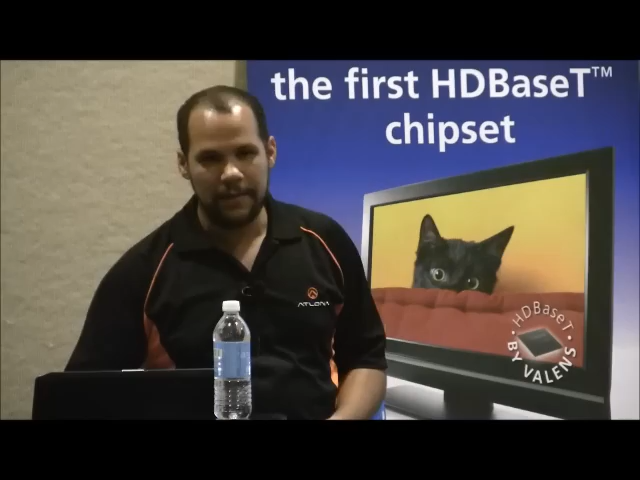 the first HDBaseT™
chipset
ATLONA
HDBaseT
BY VALENS